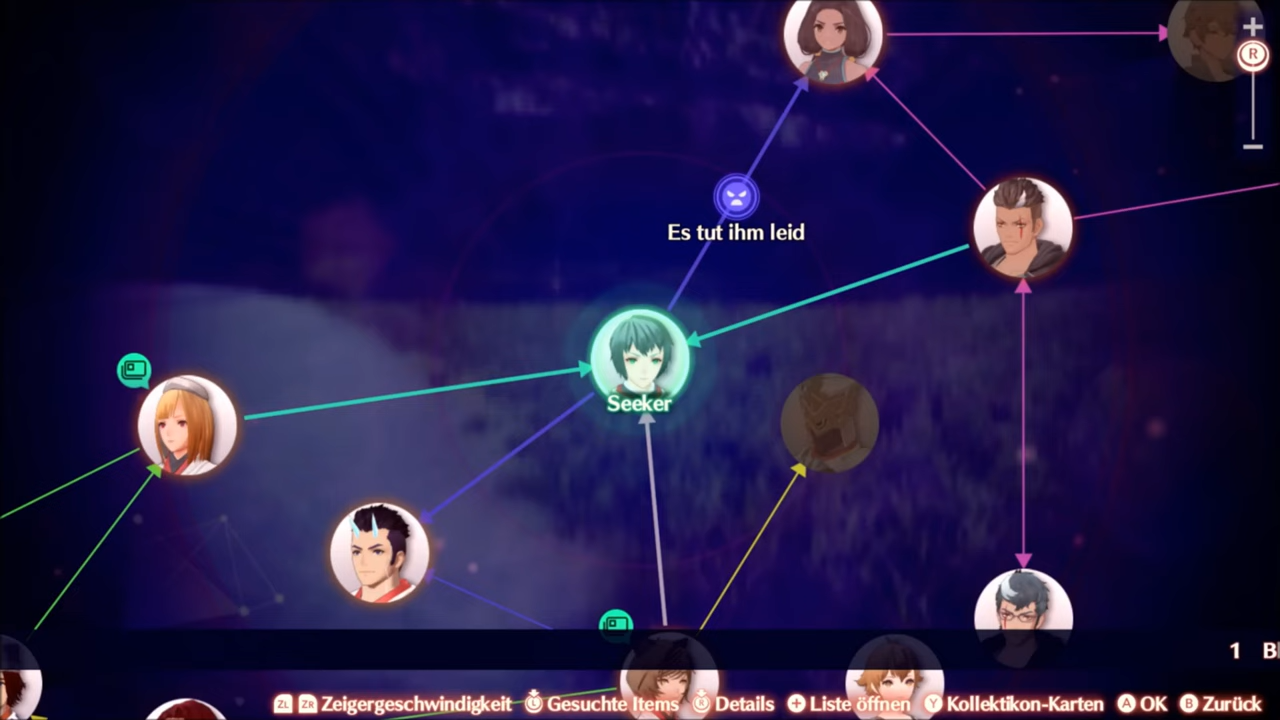 R
Es tut ihm leid
Seeker
1
ZL ZR Zeigergeschwindigkeit L Gesuchte Items R Details + Liste öffnen Y Kollektikon-Karten A OK B Zurück